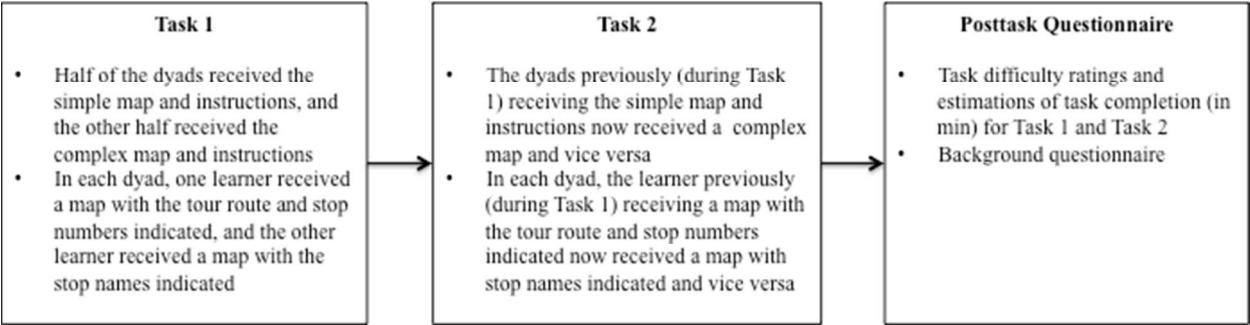 Task 1
• Half of the dyads received the
simple map and instructions, and
the other half received the
complex map and instructions
• In each dyad, one learner received
a map with the tour route and stop
numbers indicated, and the other
learner received a map with the
stop names indicated
Task 2
• The dyads previously (during Task
1) receiving the simple map and
instructions now received a complex
map and vice versa
• In each dyad, the learner previously
(during Task 1) receiving a map with
the tour route and stop numbers
indicated now received a map with
stop names indicated and vice versa
Posttask Questionnaire
• Task difficulty ratings and
estimations of task completion (in
min) for Task 1 and Task 2
• Background questionnaire